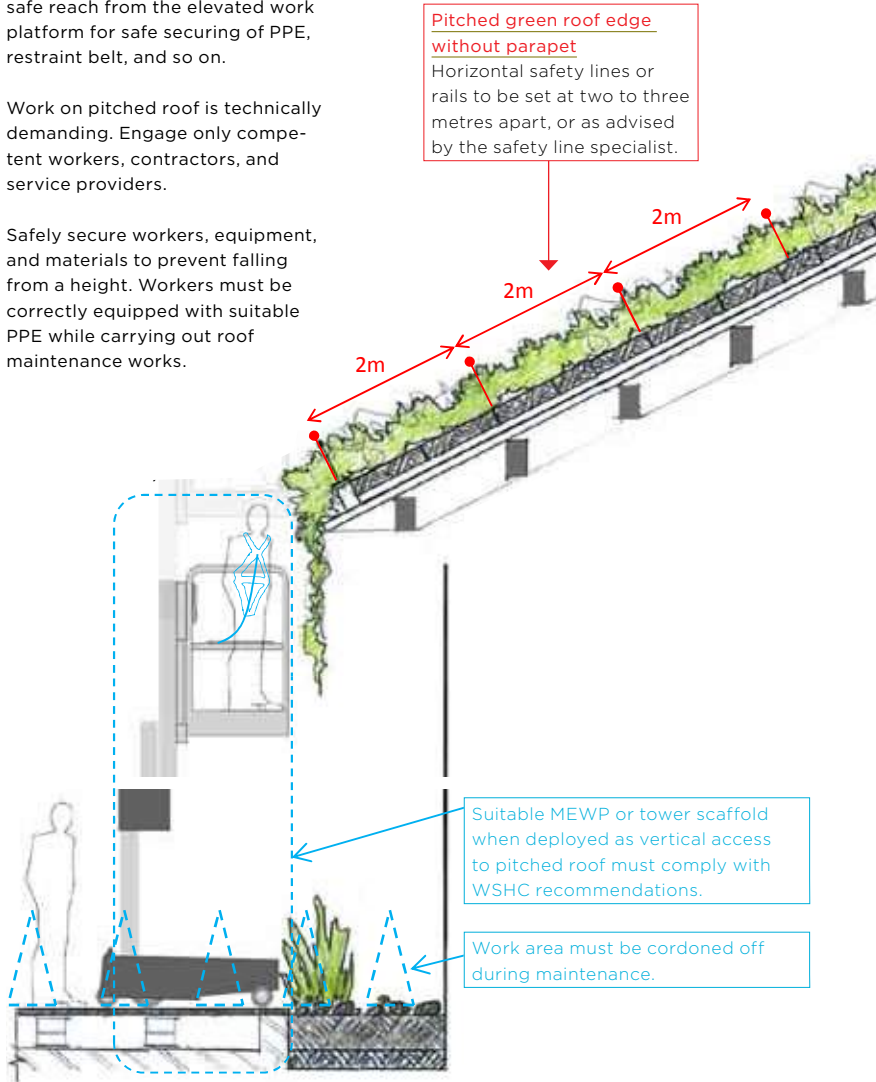 safe reach from the elevated work
platform for safe securing of PPE,
restraint belt, and so on.
Work on pitched roof is technically
demanding. Engage only compe-
tent workers, contractors, and
service providers.
Safely secure workers, equipment,
and materials to prevent falling
from a height. Workers must be
correctly equipped with suitable
PPE while carrying out roof
maintenance works.
Pitched green roof edge
without parapet
Horizontal safety lines or
rails to be set at two to three
metres apart, or as advised
by the safety line specialist.
2m
2m
2m
Suitable MEWP or tower scaffold
when deployed as vertical access
to pitched roof must comply with
WSHC recommendations.
Work area must be cordoned off
during maintenance.